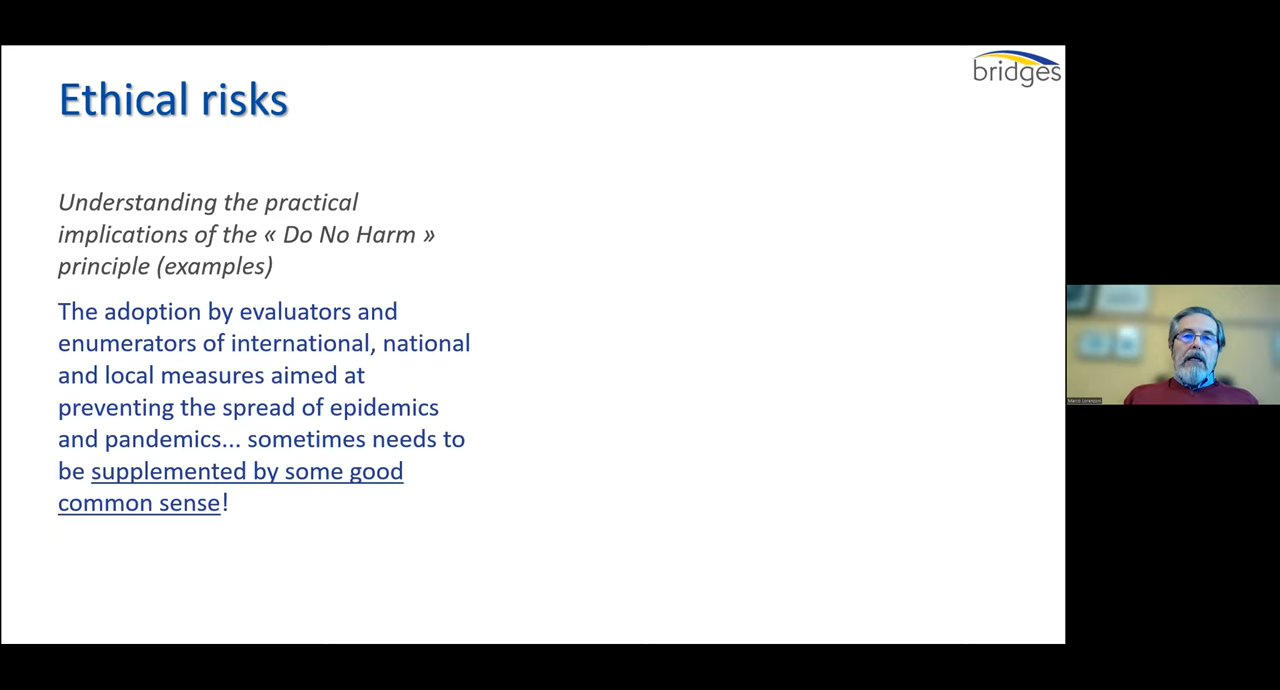 bridges
Ethical risks
Understanding the practical
implications of the « Do No Harm »
principle (examples)
The adoption by evaluators and
enumerators of international, national
and local measures aimed at
preventing the spread of epidemics
and pandemics... sometimes needs to
be supplemented by some good
common sense!